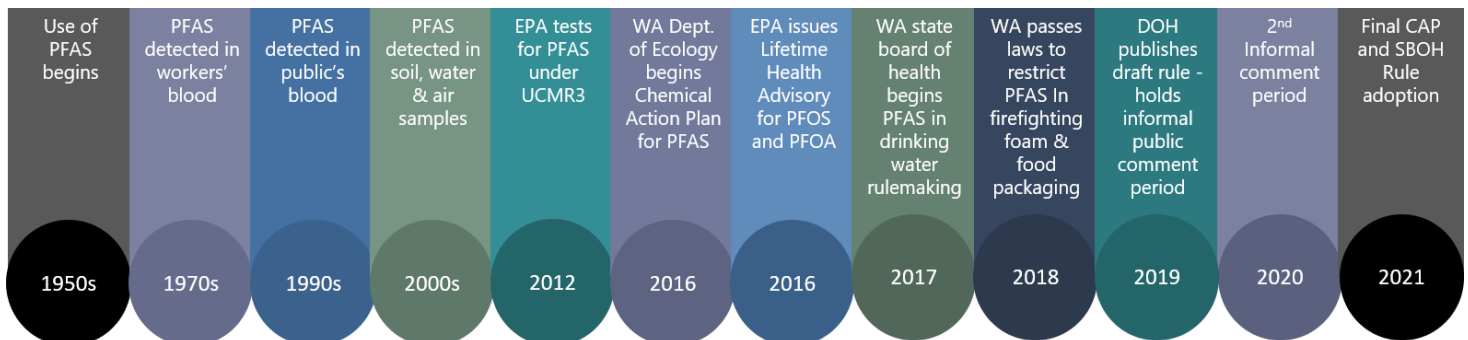 Use of
PFAS
begins
1950s
PFAS
detected in
workers'
blood
1970s
PFAS
detected in
public's
blood
1990s
PFAS
detected in
soil, water
& air
samples
2000s
EPA tests
for PFAS
under
UCMR3
2012
WA Dept.
of Ecology
begins
Chemical
Action Plan
for PFAS
2016
EPA issues
Lifetime
Health
Advisory
for PFOS
and PFOA
2016
WA state
board of
health
begins
PFAS in
drinking
water
rulemaking
2017
WA passes
laws to
restrict
PFAS In
firefighting
foam &
food
packaging
2018
DOH
publishes
draft rule -
holds
informal
public
comment
period
2019
2nd
Informal
comment
period
2020
Final CAP
and SBOH
Rule
adoption
2021